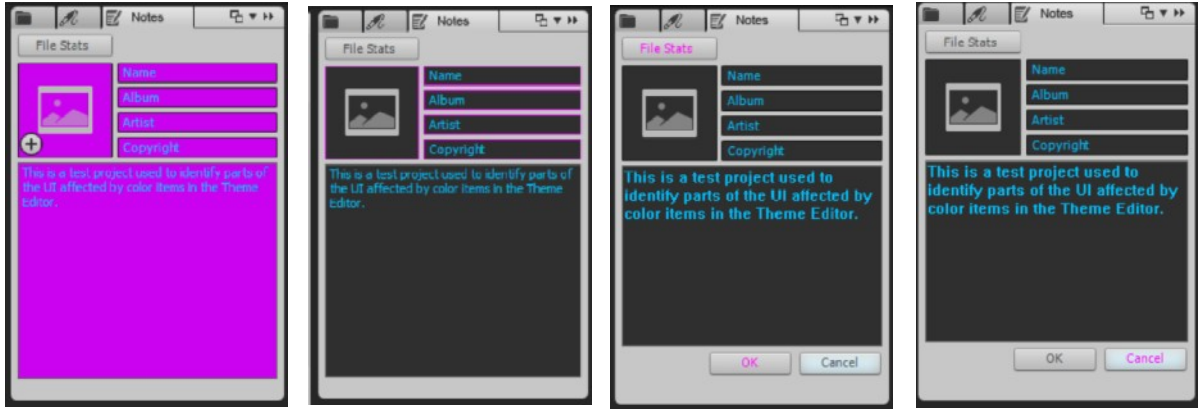 Notes
File Stats
Name
Album
Artist
Copyright
This is a test project used to identify parts of
the UI affected by color items in the Theme
Editor.
Notes
File Stats
Name
Album
Artist
Copyright
This is a test project used to identify parts of
the UI affected by color items in the Theme
Editor.
Notes
File Stats
Name
Album
Artist
Copyright
This is a test project used to
identify parts of the UI affected by
color items in the Theme Editor.
OK
Cancel
Notes
File Stats
Name
Album
Artist
Copyright
This is a test project used to
identify parts of the UI affected by
color items in the Theme Editor.
OK
Cancel